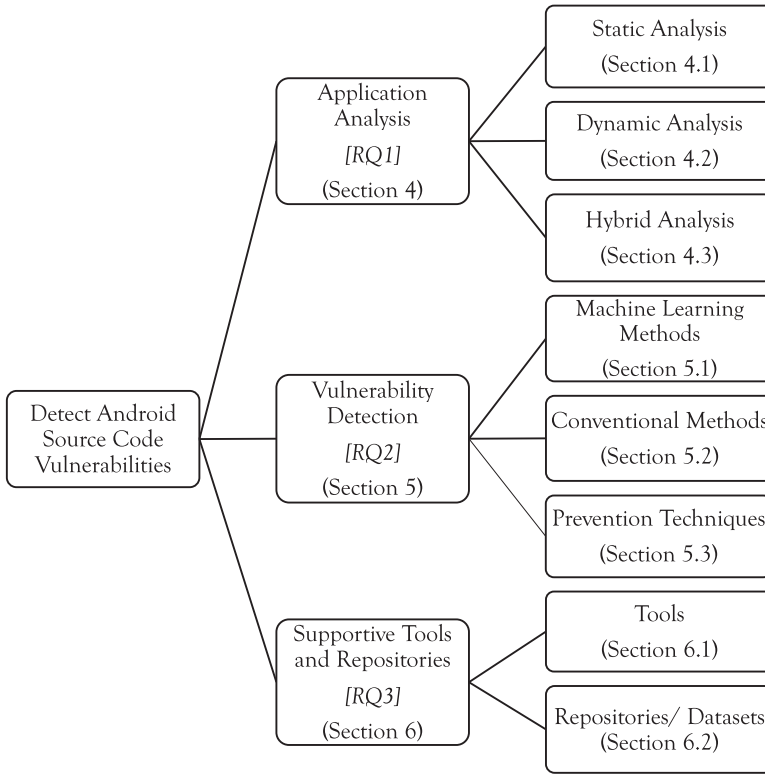 Detect Android
Source Code
Vulnerabilities
Application
Analysis
[RQ1]
(Section 4)
Static Analysis
(Section 4.1)
Dynamic Analysis
(Section 4.2)
Hybrid Analysis
(Section 4.3)
Vulnerability
Detection
[RQ2]
(Section 5)
Machine Learning
Methods
(Section 5.1)
Conventional Methods
(Section 5.2)
Prevention Techniques
(Section 5.3)
Supportive Tools
and Repositories
[RQ3]
(Section 6)
Tools
(Section 6.1)
Repositories/ Datasets
(Section 6.2)